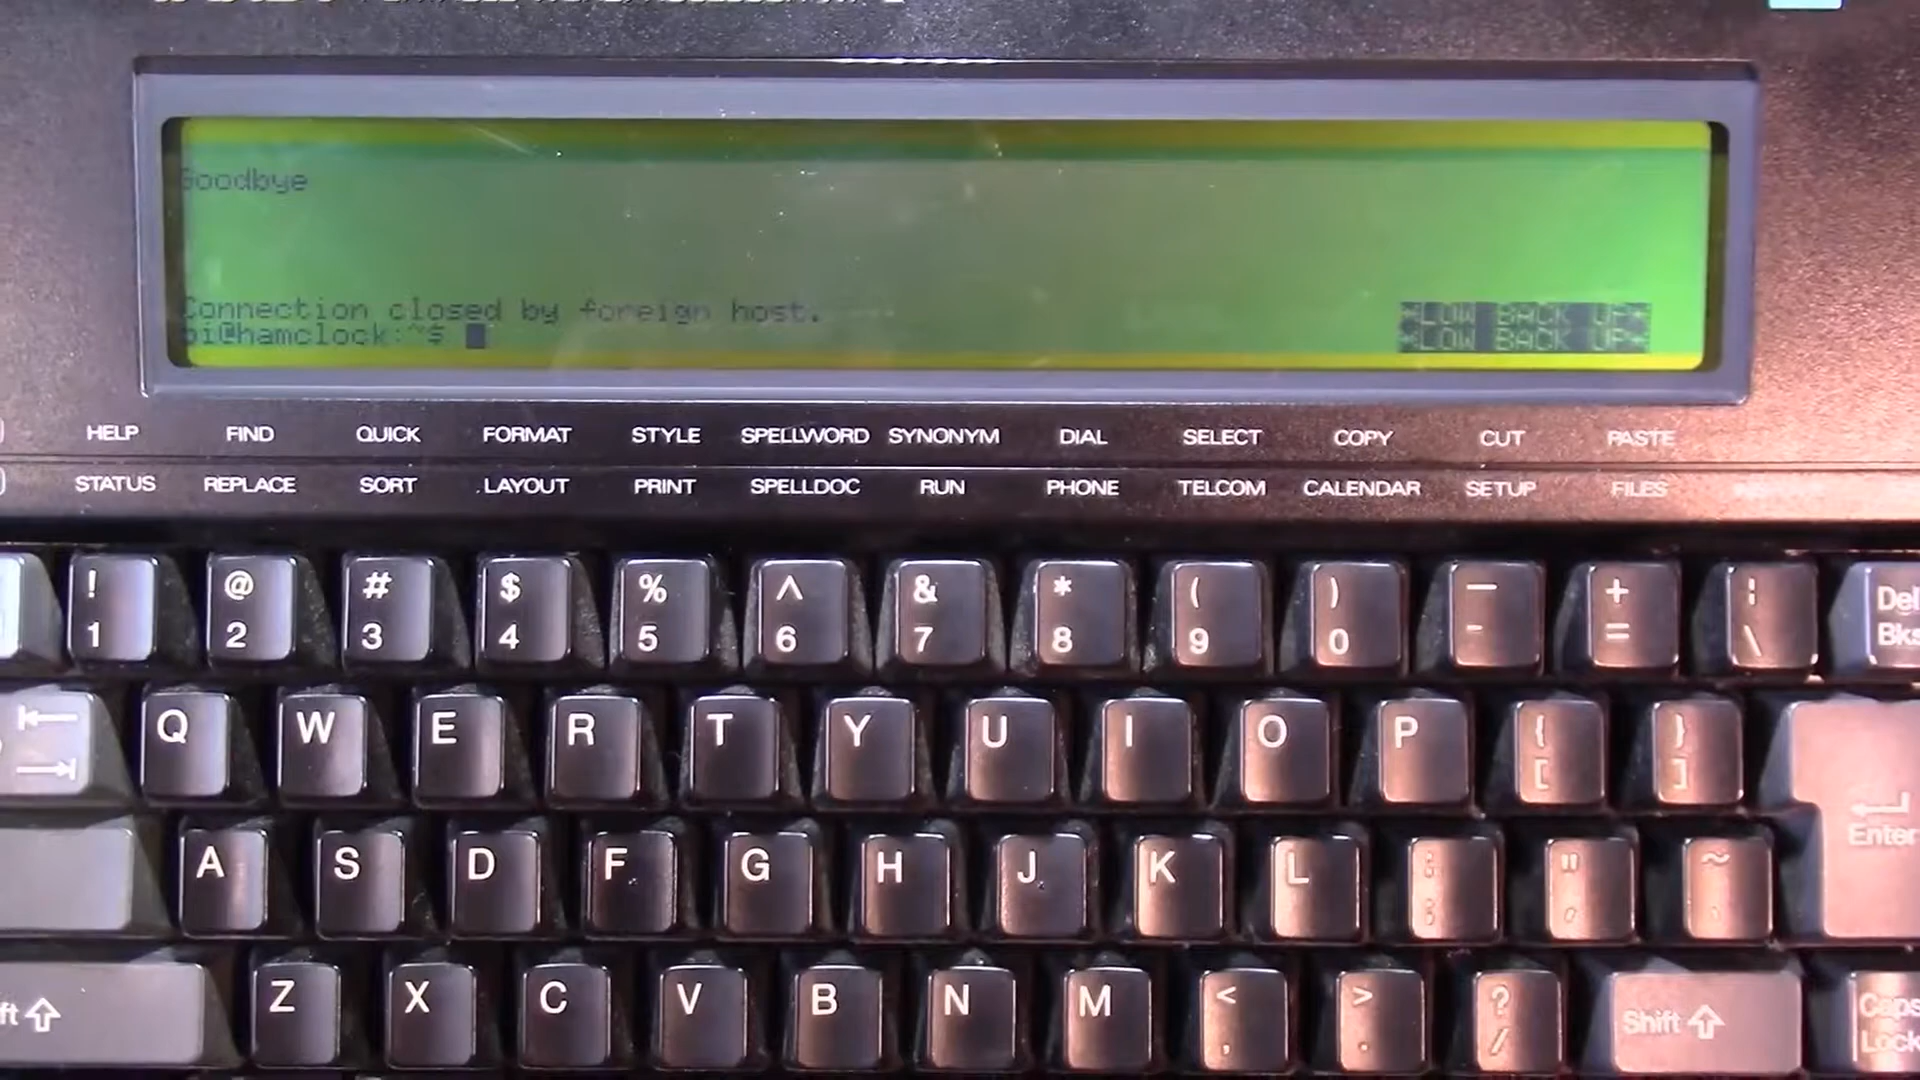 Goodbye
Connection closed by foreign host.
pi@hamclock:~$
*LOW BACK UP*
*LOW BACK UP*
HELP FIND QUICK FORMAT STYLE SPELLWORD SYNONYM DIAL SELECT COPY CUT PASTE
STATUS REPLACE SORT LAYOUT PRINT SPELLDOC RUN PHONE TELCOM CALENDAR SETUP FILES
! @ # $ % ^ & * ( ) — + ¦ Del
1 2 3 4 5 6 7 8 9 0 - = \ Bks
Q W E R T Y U I O P { }
[ ]
Enter
A S D F G H J K L : " ~
; ' `
Z X C V B N M < > ? Shift Caps
, . / Lock